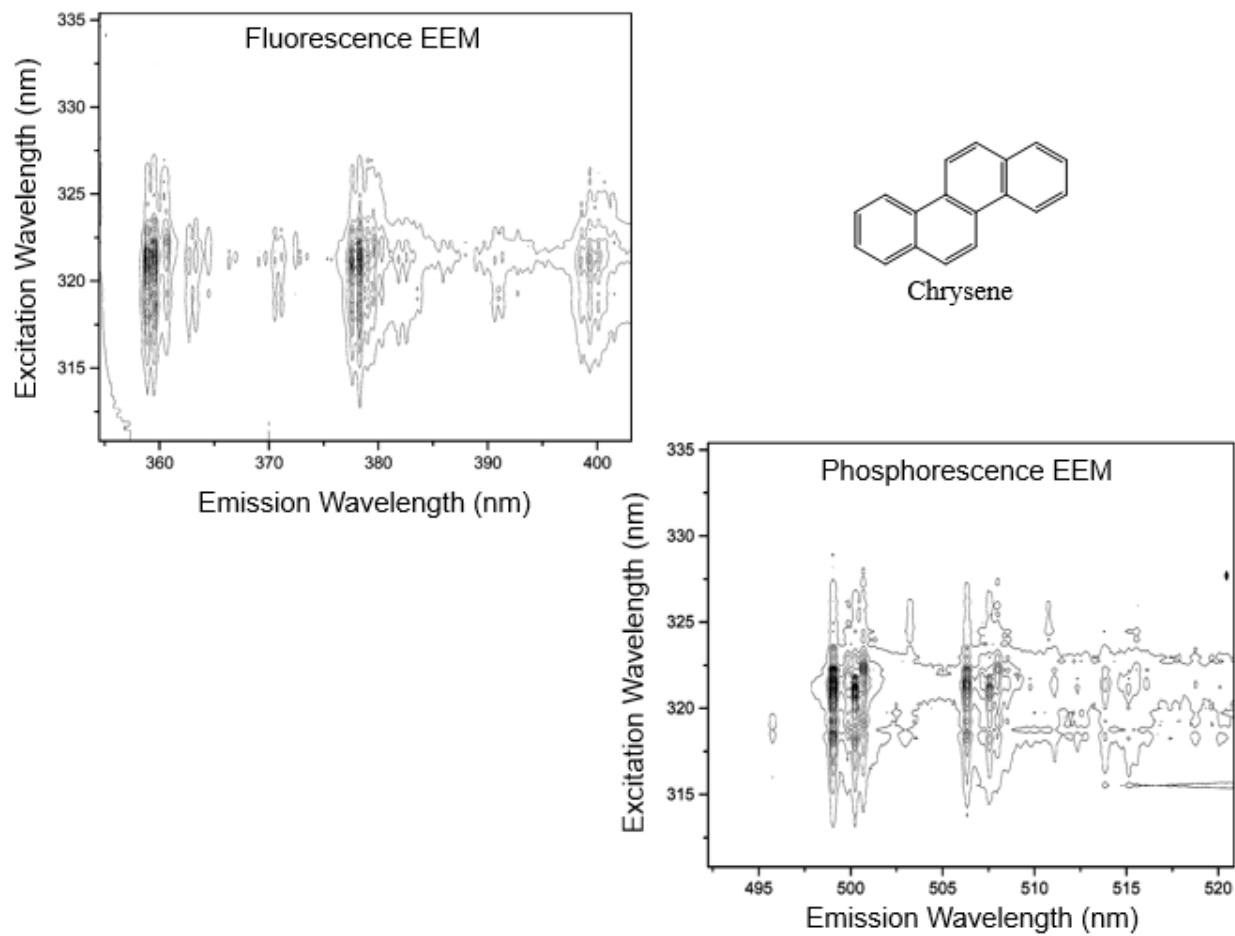 Fluorescence EEM
Excitation Wavelength (nm)
335
330
325
320
315
360 370 380 390 400
Emission Wavelength (nm)
Chrysene
Phosphorescence EEM
Excitation Wavelength (nm)
335
330
325
320
315
495 500 505 510 515 520
Emission Wavelength (nm)